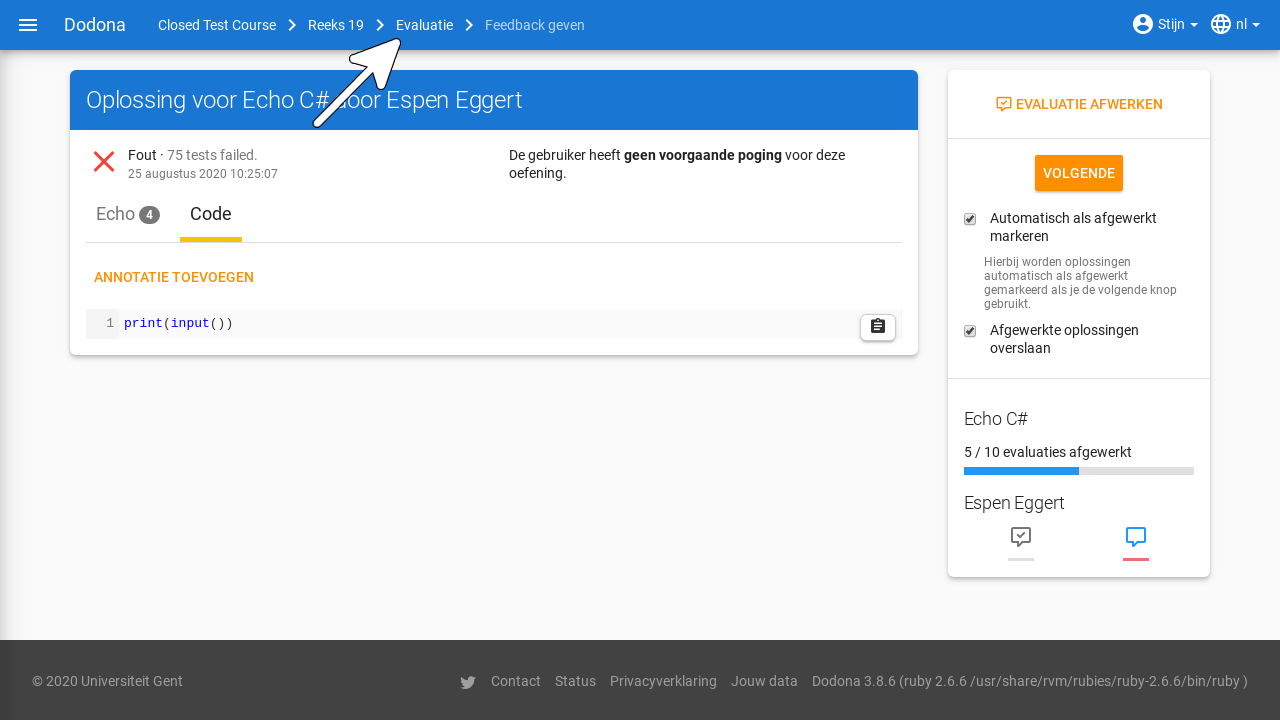 Dodona Closed Test Course Reeks 19 Evaluatie Feedback geven Stijn nl
Oplossing voor Echo C# door Espen Eggert
Fout · 75 tests failed.
25 augustus 2020 10:25:07
De gebruiker heeft geen voorgaande poging voor deze
oefening.
Echo 4 Code
ANNOTATIE TOEVOEGEN
1 print(input())
EVALUATIE AFWERKEN
VOLGENDE
Automatisch als afgewerkt
markeren
Hierbij worden oplossingen
automatisch als afgewerkt
gemarkeerd als je de volgende knop
gebruikt.
Afgewerkte oplossingen
overslaan
Echo C#
5 / 10 evaluaties afgewerkt
Espen Eggert
© 2020 Universiteit Gent Contact Status Privacyverklaring Jouw data Dodona 3.8.6 (ruby 2.6.6 /usr/share/rvm/rubies/ruby-2.6.6/bin/ruby )